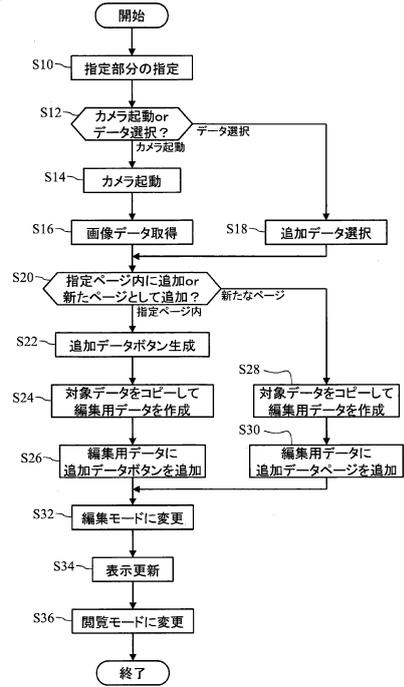 開始
S10
指定部分の指定
S12
カメラ起動or
データ選択？
データ選択
カメラ起動
S14
カメラ起動
S16
画像データ取得
S18
追加データ選択
S20
指定ページ内に追加or
新たページとして追加？
新たなページ
指定ページ内
S22
追加データボタン生成
S24
対象データをコピーして
編集用データを作成
S28
対象データをコピーして
編集用データを作成
S26
編集用データに
追加データボタンを追加
S30
編集用データに
追加データページを追加
S32
編集モードに変更
S34
表示更新
S36
閲覧モードに変更
終了